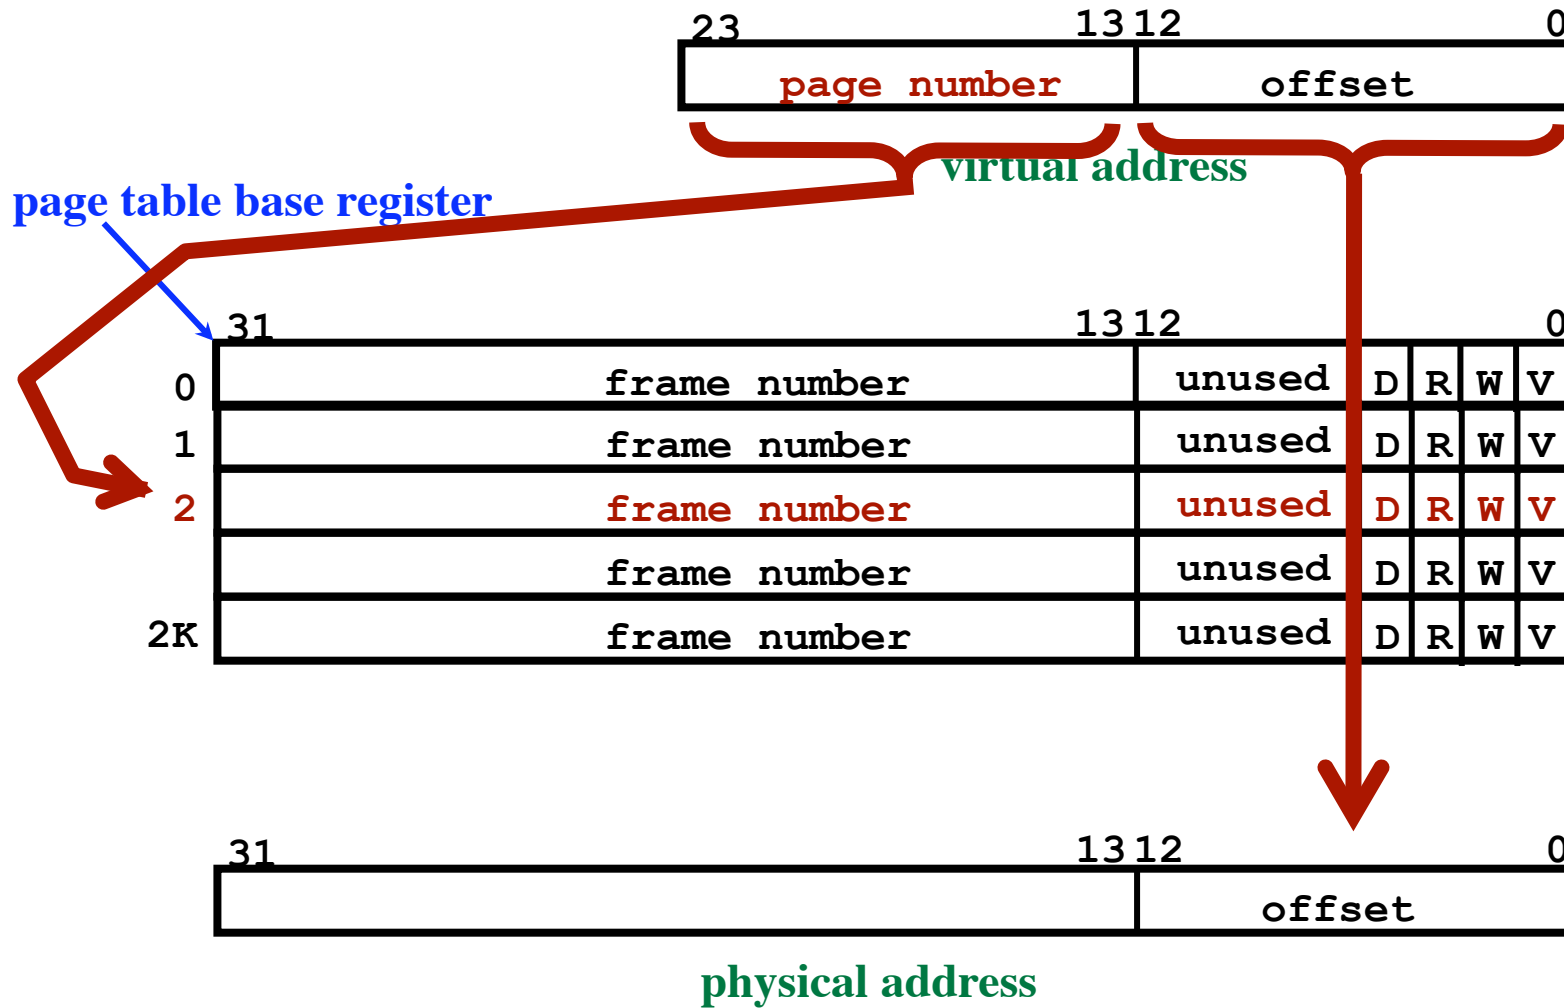 23 13 12 0
page number offset
virtual address
page table base register
31 13 12 0
0 frame number unused D R W V
1 frame number unused D R W V
2 frame number unused D R W V
frame number unused D R W V
2K frame number unused D R W V
31 13 12 0
offset
physical address